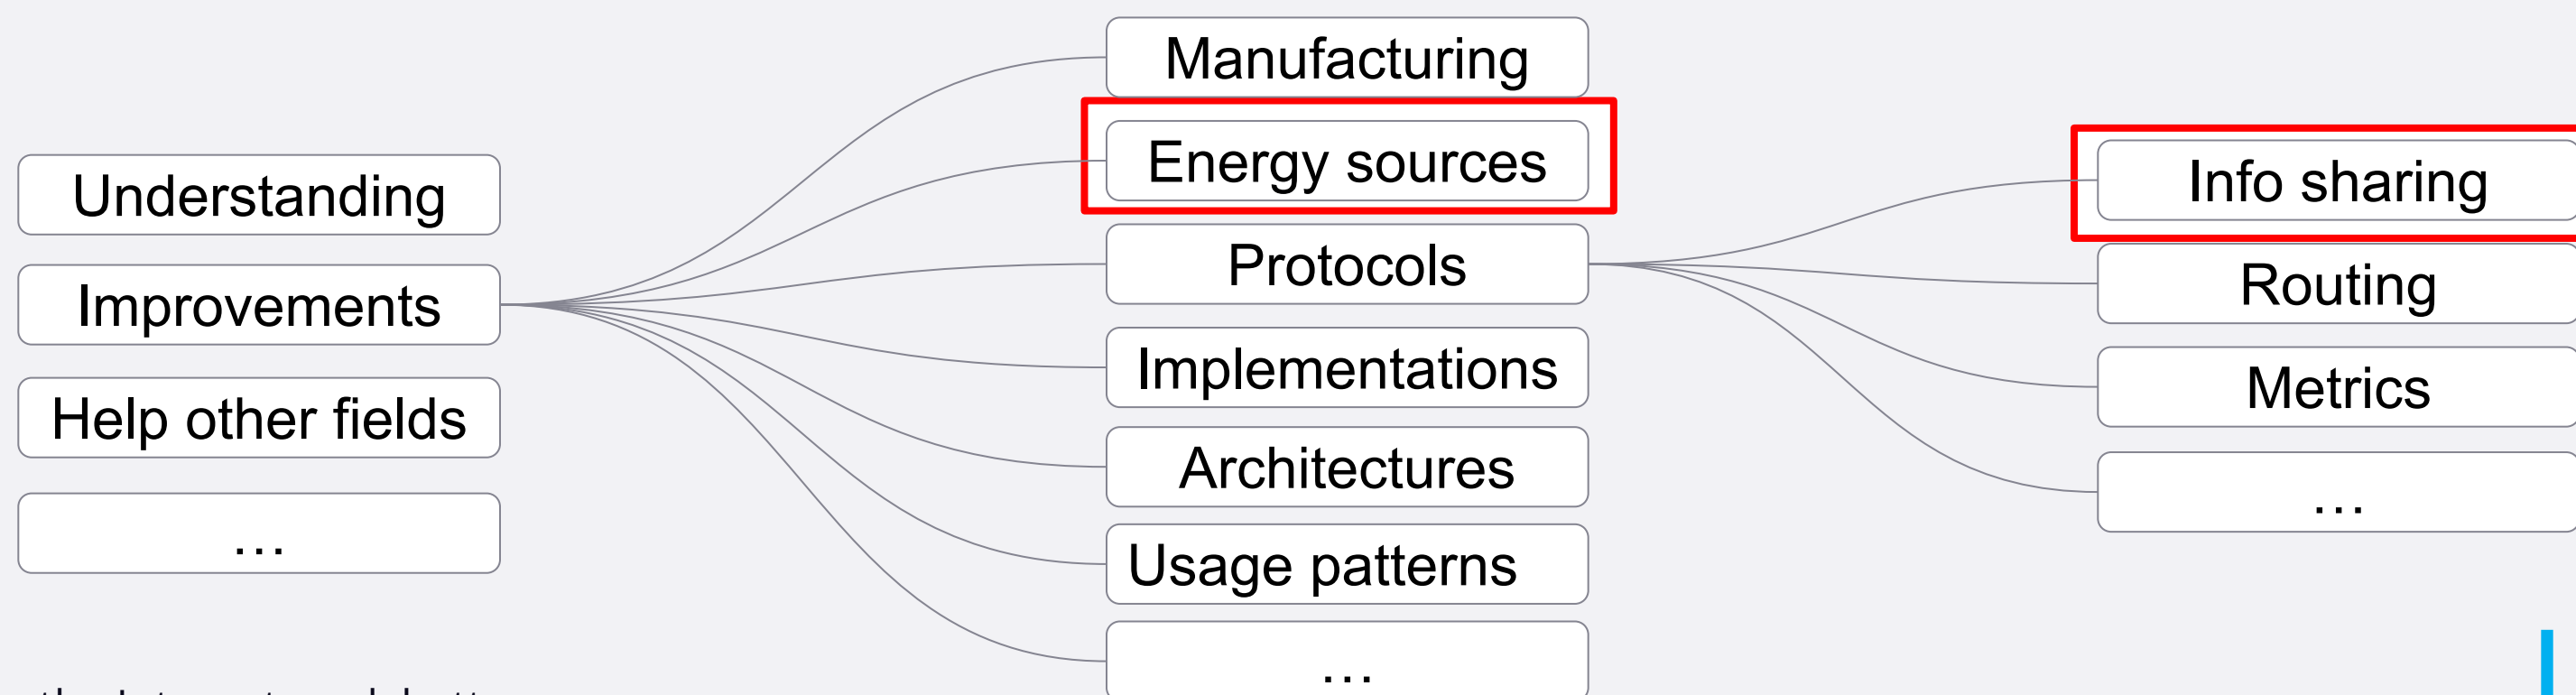 Understanding
Improvements
Help other fields
…
Manufacturing
Energy sources
Protocols
Implementations
Architectures
Usage patterns
…
Info sharing
Routing
Metrics
…